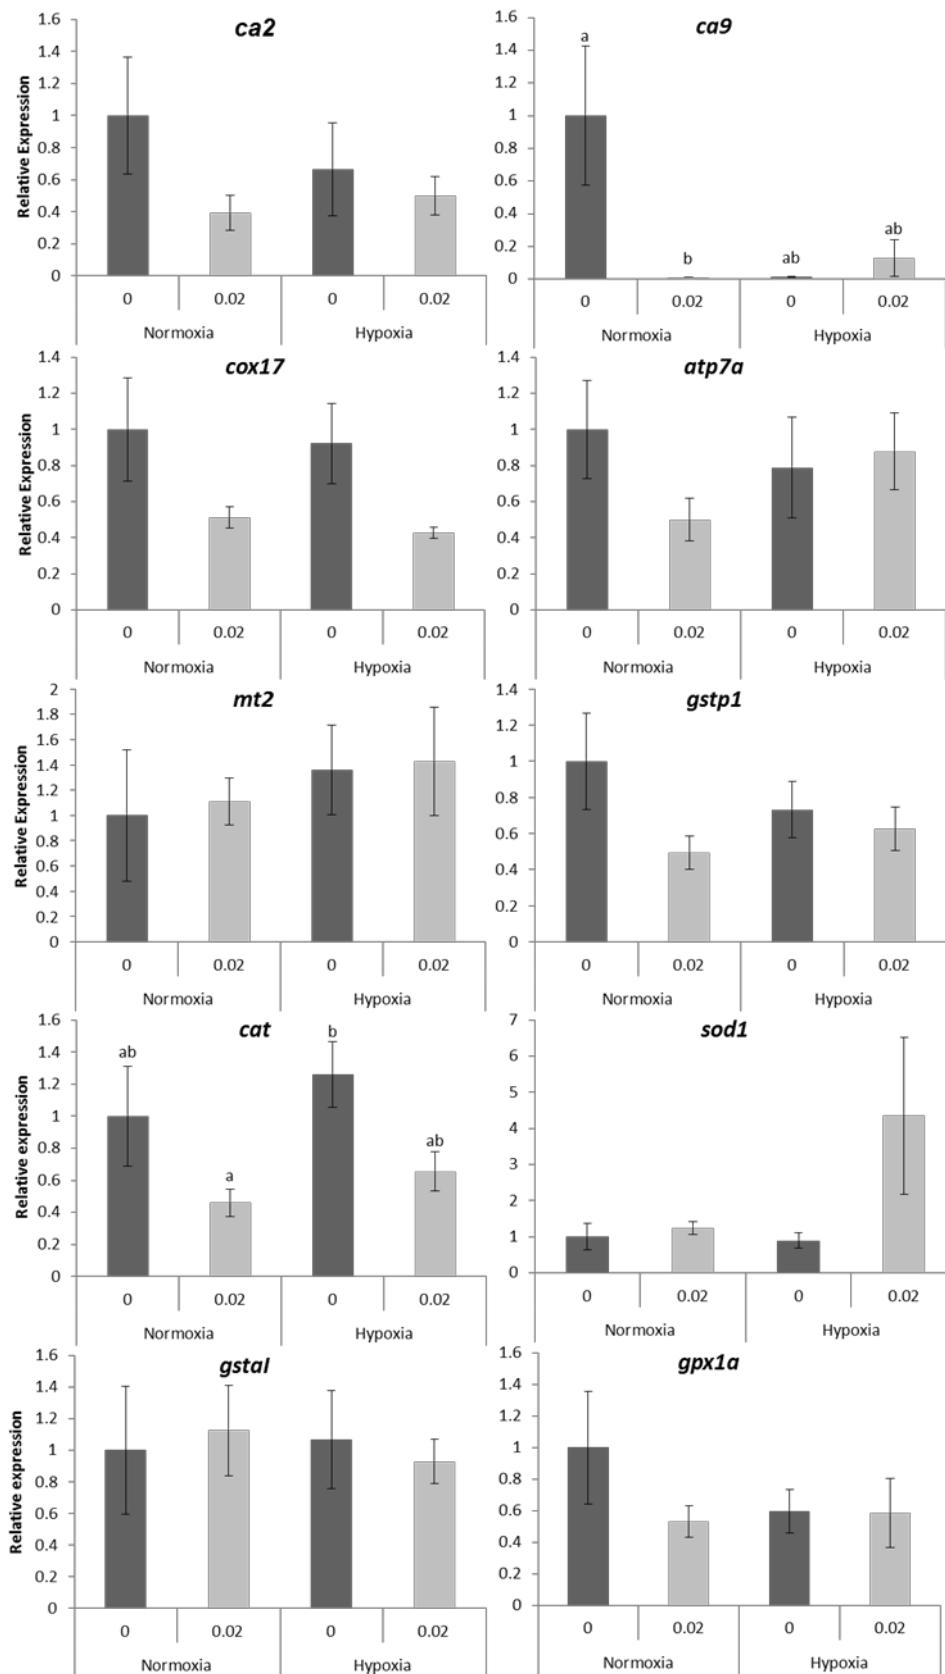 ca2
Relative Expression
1.6
1.4
1.2
1
0.8
0.6
0.4
0.2
0
0 0.02 0 0.02
Normoxia Hypoxia
ca9
1.6
1.4
1.2
1
0.8
0.6
0.4
0.2
0
a b ab ab
0 0.02 0 0.02
Normoxia Hypoxia
cox17
Relative Expression
1.4
1.2
1
0.8
0.6
0.4
0.2
0
0 0.02 0 0.02
Normoxia Hypoxia
atp7a
1.4
1.2
1
0.8
0.6
0.4
0.2
0
0 0.02 0 0.02
Normoxia Hypoxia
mt2
Relative Expression
2
1.8
1.6
1.4
1.2
1
0.8
0.6
0.4
0.2
0
0 0.02 0 0.02
Normoxia Hypoxia
gstp1
1.4
1.2
1
0.8
0.6
0.4
0.2
0
0 0.02 0 0.02
Normoxia Hypoxia
cat
Relative expression
1.6
1.4
1.2
1
0.8
0.6
0.4
0.2
0
ab a b ab
0 0.02 0 0.02
Normoxia Hypoxia
sod1
7
6
5
4
3
2
1
0
0 0.02 0 0.02
Normoxia Hypoxia
gstal
Relative expression
1.6
1.4
1.2
1
0.8
0.6
0.4
0.2
0
0 0.02 0 0.02
Normoxia Hypoxia
gpx1a
1.6
1.4
1.2
1
0.8
0.6
0.4
0.2
0
0 0.02 0 0.02
Normoxia Hypoxia